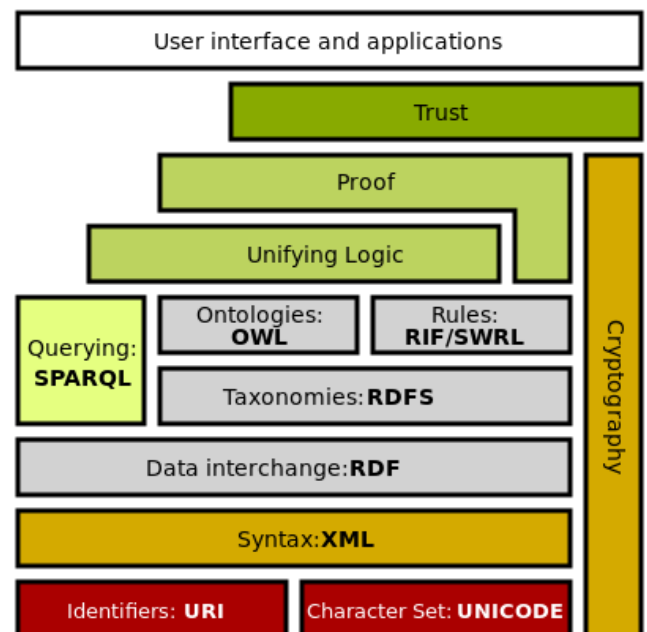 User interface and applications
Trust
Proof
Unifying Logic
Querying:
SPARQL
Ontologies:
OWL
Rules:
RIF/SWRL
Taxonomies:RDFS
Data interchange:RDF
Syntax:XML
Identifiers: URI
Character Set: UNICODE
Cryptography